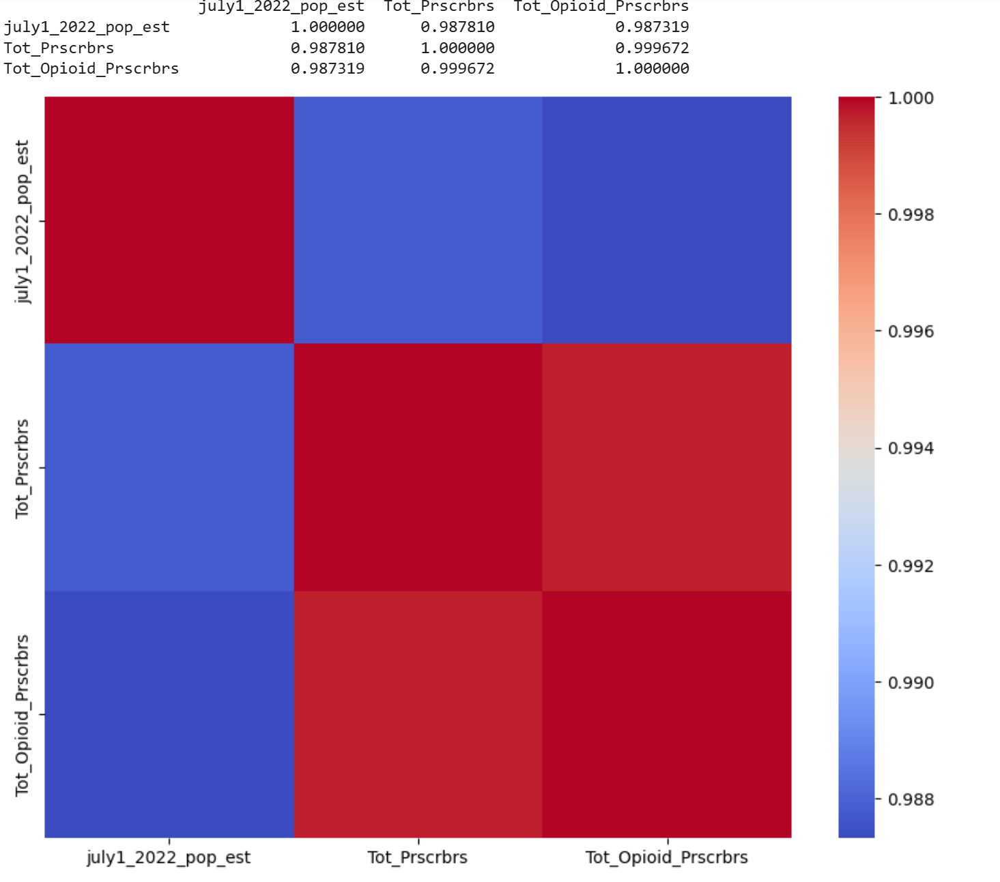 july1_2022_pop_est Tot_Prscrbrs Tot_Opioid_Prscrbrs
july1_2022_pop_est 1.000000 0.987810 0.987319
Tot_Prscrbrs 0.987810 1.000000 0.999672
Tot_Opioid_Prscrbrs 0.987319 0.999672 1.000000
july1_2022_pop_est
Tot_Prscrbrs
Tot_Opioid_Prscrbrs
july1_2022_pop_est Tot_Prscrbrs Tot_Opioid_Prscrbrs
1.000
0.998
0.996
0.994
0.992
0.990
0.988